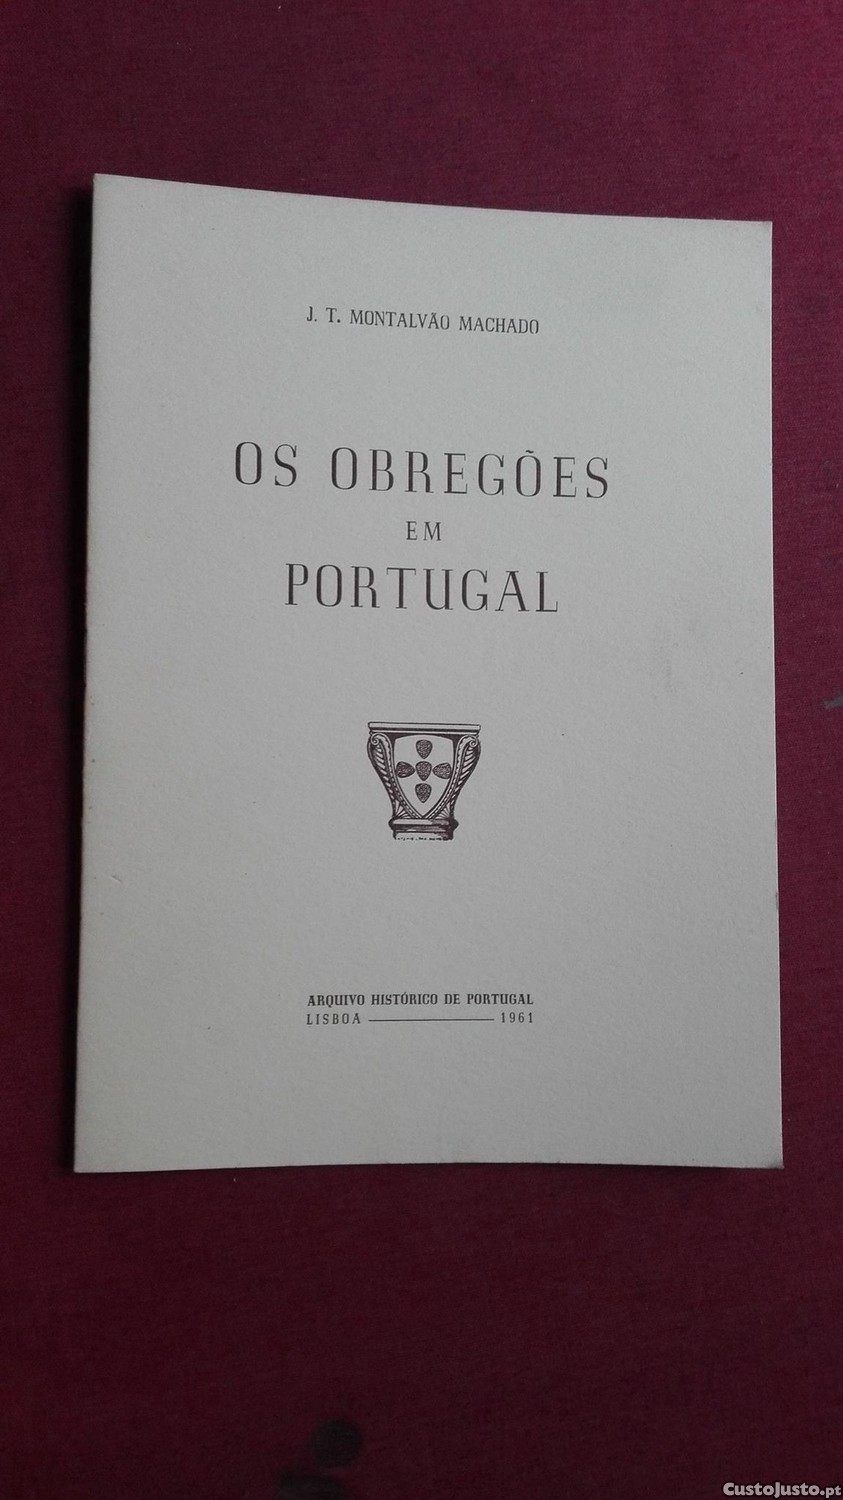 J. T. MONTALVÃO MACHADO
OS OBREGÕES
EM
PORTUGAL
ARQUIVO HISTÓRICO DE PORTUGAL
LISBOA 1961
CustoJusto.pt